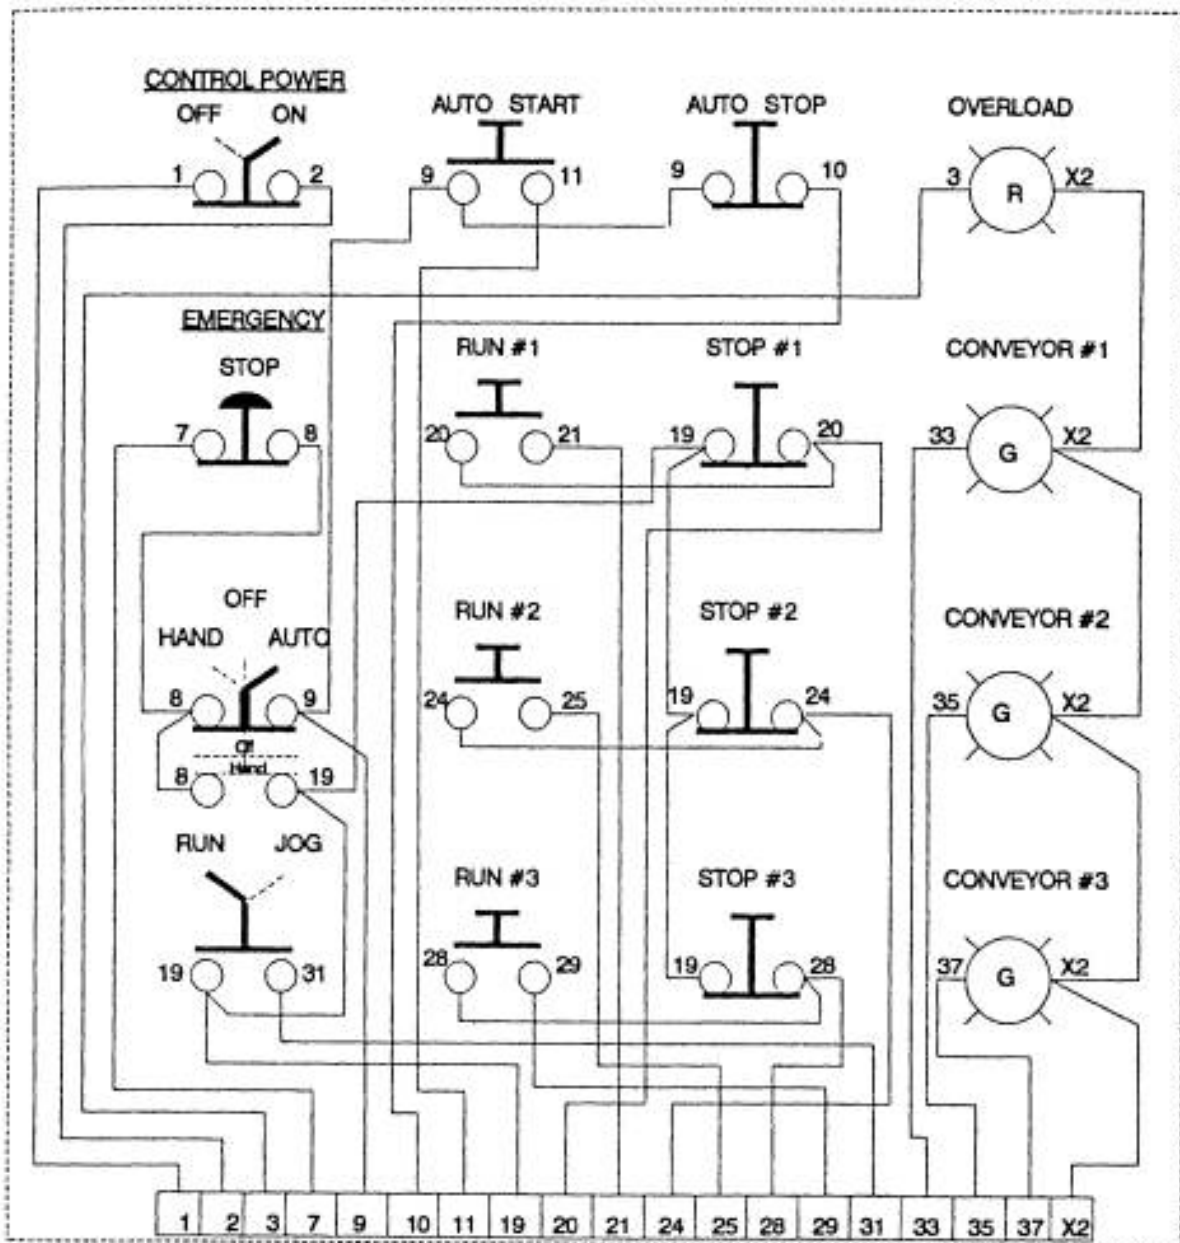 CONTROL POWER
OFF ON
AUTO START
AUTO STOP
OVERLOAD
1 2
9 11
9 10
3 R X2
EMERGENCY
STOP
RUN #1
STOP #1
CONVEYOR #1
7 8
20 21
19 20
33 G X2
OFF
HAND AUTO
RUN #2
STOP #2
CONVEYOR #2
8 9
24 25
19 24
35 G X2
Off
Hand
8 19
RUN JOG
RUN #3
STOP #3
CONVEYOR #3
19 31
28 29
19 28
37 G X2
1 2 3 7 9 10 11 19 20 21 24 25 28 29 31 33 35 37 X2